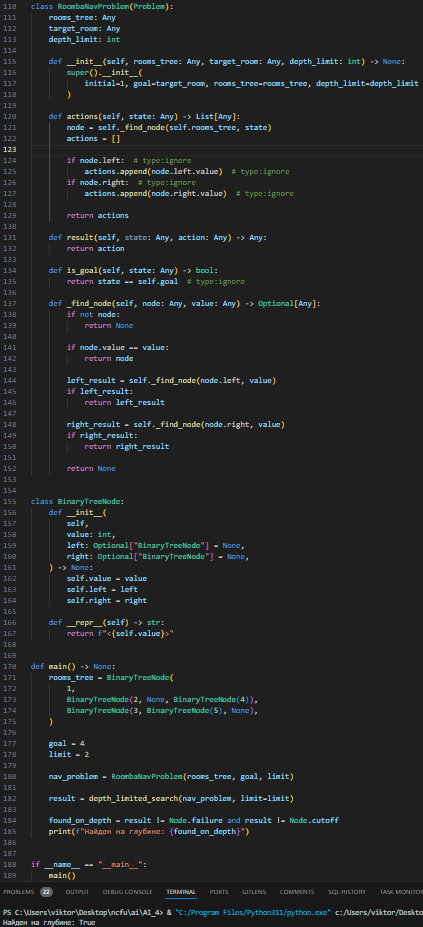 110 class RoombaNavProblem(Problem):
111     rooms_tree: Any
112     target_room: Any
113     depth_limit: int
114
115     def __init__(self, rooms_tree: Any, target_room: Any, depth_limit: int) -> None:
116         super().__init__(
117             initial=1, goal=target_room, rooms_tree=rooms_tree, depth_limit=depth_limit
118         )
119
120     def actions(self, state: Any) -> List[Any]:
121         node = self._find_node(self.rooms_tree, state)
122         actions = []
123
124         if node.left:  # type:ignore
125             actions.append(node.left.value)  # type:ignore
126         if node.right:  # type:ignore
127             actions.append(node.right.value)  # type:ignore
128
129         return actions
130
131     def result(self, state: Any, action: Any) -> Any:
132         return action
133
134     def is_goal(self, state: Any) -> bool:
135         return state == self.goal  # type:ignore
136
137     def _find_node(self, node: Any, value: Any) -> Optional[Any]:
138         if not node:
139             return None
140
141         if node.value == value:
142             return node
143
144         left_result = self._find_node(node.left, value)
145         if left_result:
146             return left_result
147
148         right_result = self._find_node(node.right, value)
149         if right_result:
150             return right_result
151
152         return None
153
154
155 class BinaryTreeNode:
156     def __init__(
157         self,
158         value: int,
159         left: Optional["BinaryTreeNode"] = None,
160         right: Optional["BinaryTreeNode"] = None,
161     ) -> None:
162         self.value = value
163         self.left = left
164         self.right = right
165
166     def __repr__(self) -> str:
167         return f"<{self.value}>"
168
169
170 def main() -> None:
171     rooms_tree = BinaryTreeNode(
172         1,
173         BinaryTreeNode(2, None, BinaryTreeNode(4)),
174         BinaryTreeNode(3, BinaryTreeNode(5), None),
175     )
176
177     goal = 4
178     limit = 2
179
180     nav_problem = RoombaNavProblem(rooms_tree, goal, limit)
181
182     result = depth_limited_search(nav_problem, limit=limit)
183
184     found_on_depth = result != Node.failure and result != Node.cutoff
185     print(f"Найден на глубине: {found_on_depth}")
186
187
188 if __name__ == "__main__":
189     main()
PROBLEMS 22 OUTPUT DEBUG CONSOLE TERMINAL PORTS GITLENS COMMENTS SQL HISTORY TASK MONITOR
PS C:\Users\viktor\Desktop\ncfu\ai\AI_4> & "C:/Program Files/Python311/python.exe" c:/Users/viktor/Deskto
Найден на глубине: True